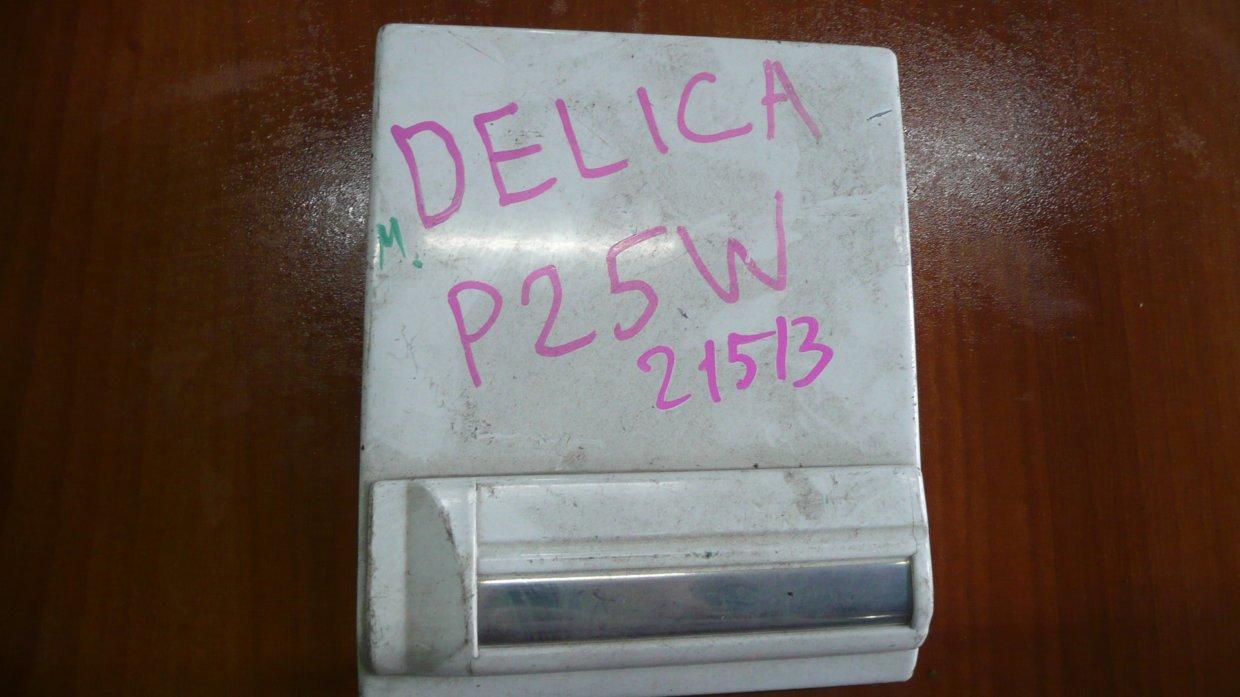 DELICA
м.
P25W
21513